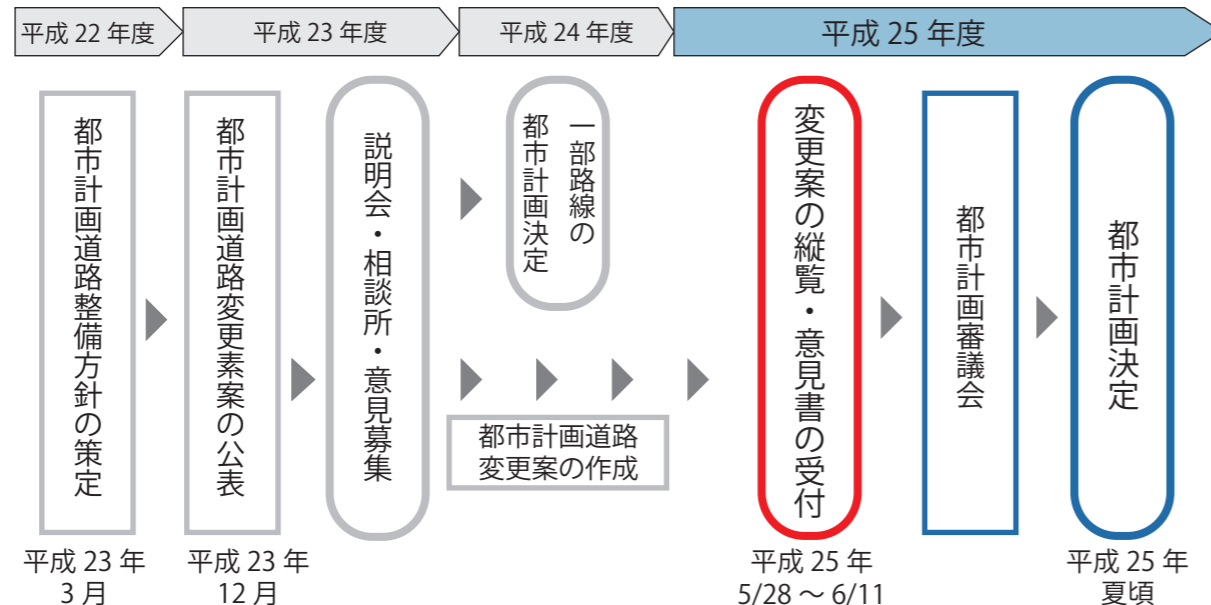 平成 22 年度
平成 23 年度
平成 24 年度
平成 25 年度
都市計画道路整備方針の策定
都市計画道路変更素案の公表
説明会・相談所・意見募集
一部路線の
都市計画決定
都市計画道路
変更案の作成
変更案の縦覧・意見書の受付
都市計画審議会
都市計画決定
平成 23 年
3 月
平成 23 年
12 月
平成 25 年
5/28 ～ 6/11
平成 25 年
夏頃